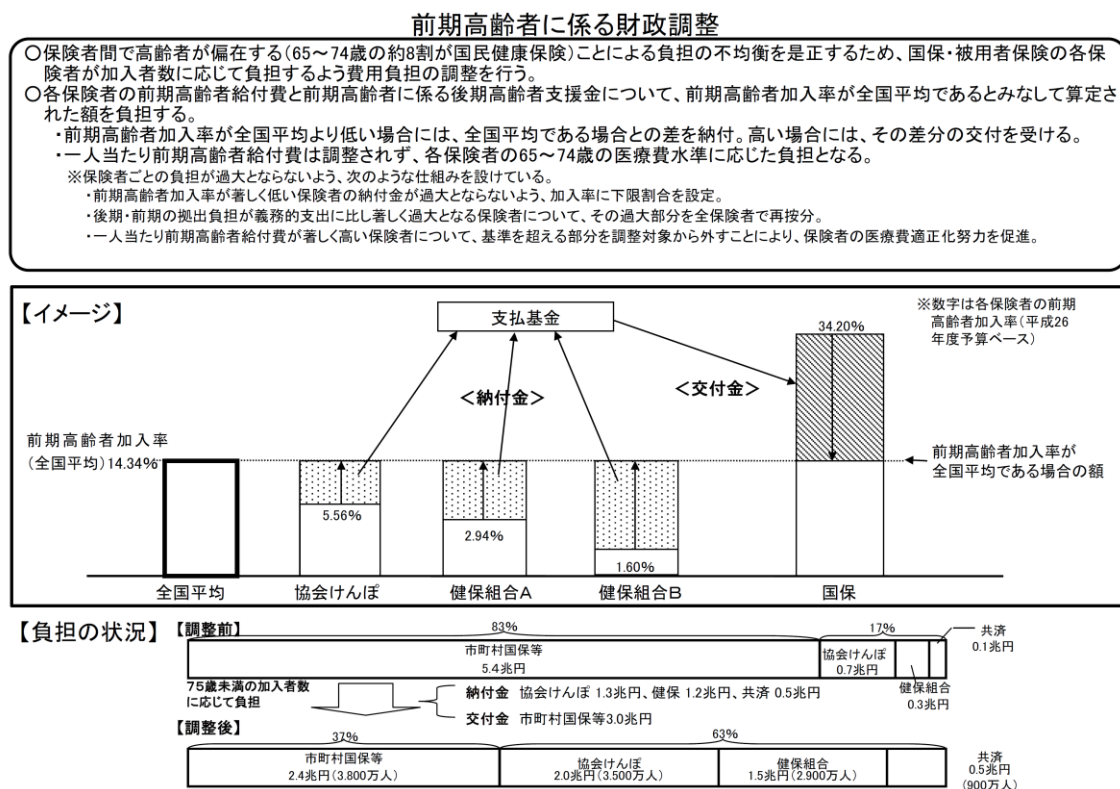 前期高齢者に係る財政調整
○保険者間で高齢者が偏在する(65～74歳の約8割が国民健康保険)ことによる負担の不均衡を是正するため、国保・被用者保険の各保
険者が加入者数に応じて負担するよう費用負担の調整を行う。
○各保険者の前期高齢者給付費と前期高齢者に係る後期高齢者支援金について、前期高齢者加入率が全国平均であるとみなして算定さ
れた額を負担する。
・前期高齢者加入率が全国平均より低い場合には、全国平均である場合との差を納付。高い場合には、その差分の交付を受ける。
・一人当たり前期高齢者給付費は調整されず、各保険者の65～74歳の医療費水準に応じた負担となる。
※保険者ごとの負担が過大とならないよう、次のような仕組みを設けている。
・前期高齢者加入率が著しく低い保険者の納付金が過大とならないよう、加入率に下限割合を設定。
・後期・前期の拠出負担が義務的支出に比し著しく過大となる保険者について、その過大部分を全保険者で再按分。
・一人当たり前期高齢者給付費が著しく高い保険者について、基準を超える部分を調整対象から外すことにより、保険者の医療費適正化努力を促進。
【イメージ】
支払基金
34.20%
※数字は各保険者の前期
高齢者加入率(平成26
年度予算ベース)
＜納付金＞
＜交付金＞
前期高齢者加入率
(全国平均)14.34%
前期高齢者加入率が
全国平均である場合の額
5.56%
2.94%
1.60%
全国平均
協会けんぽ
健保組合A
健保組合B
国保
【負担の状況】
【調整前】
83%
17%
共済
0.1兆円
市町村国保等
5.4兆円
協会けんぽ
0.7兆円
健保組合
0.3兆円
75歳未満の加入者数
に応じて負担
納付金 協会けんぽ 1.3兆円、健保 1.2兆円、共済 0.5兆円
交付金 市町村国保等3.0兆円
【調整後】
37%
63%
市町村国保等
2.4兆円(3.800万人)
協会けんぽ
2.0兆円(3.500万人)
健保組合
1.5兆円(2.900万人)
共済
0.5兆円
(900万人)